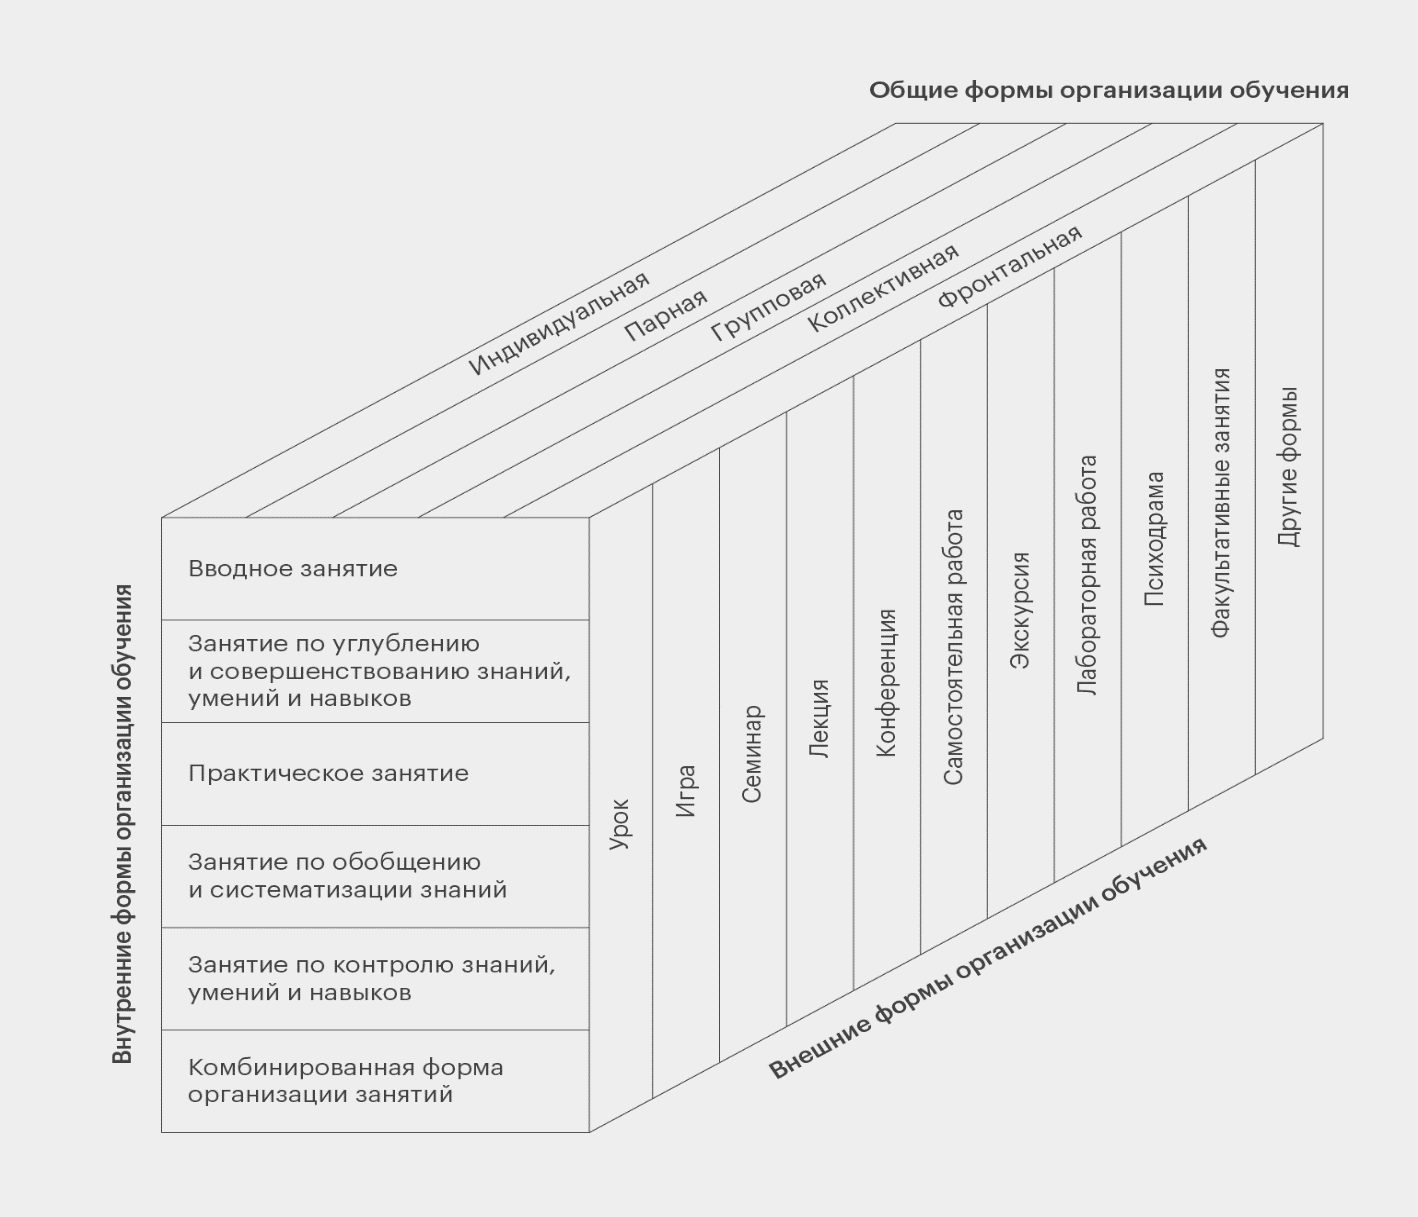 Общие формы организации обучения
Индивидуальная
Парная
Групповая
Коллективная
Фронтальная
Внутренние формы организации обучения
Вводное занятие
Занятие по углублению
и совершенствованию знаний,
умений и навыков
Практическое занятие
Занятие по обобщению
и систематизации знаний
Занятие по контролю знаний,
умений и навыков
Комбинированная форма
организации занятий
Урок
Игра
Семинар
Лекция
Конференция
Самостоятельная работа
Экскурсия
Лабораторная работа
Психодрама
Факультативные занятия
Другие формы
Внешние формы организации обучения